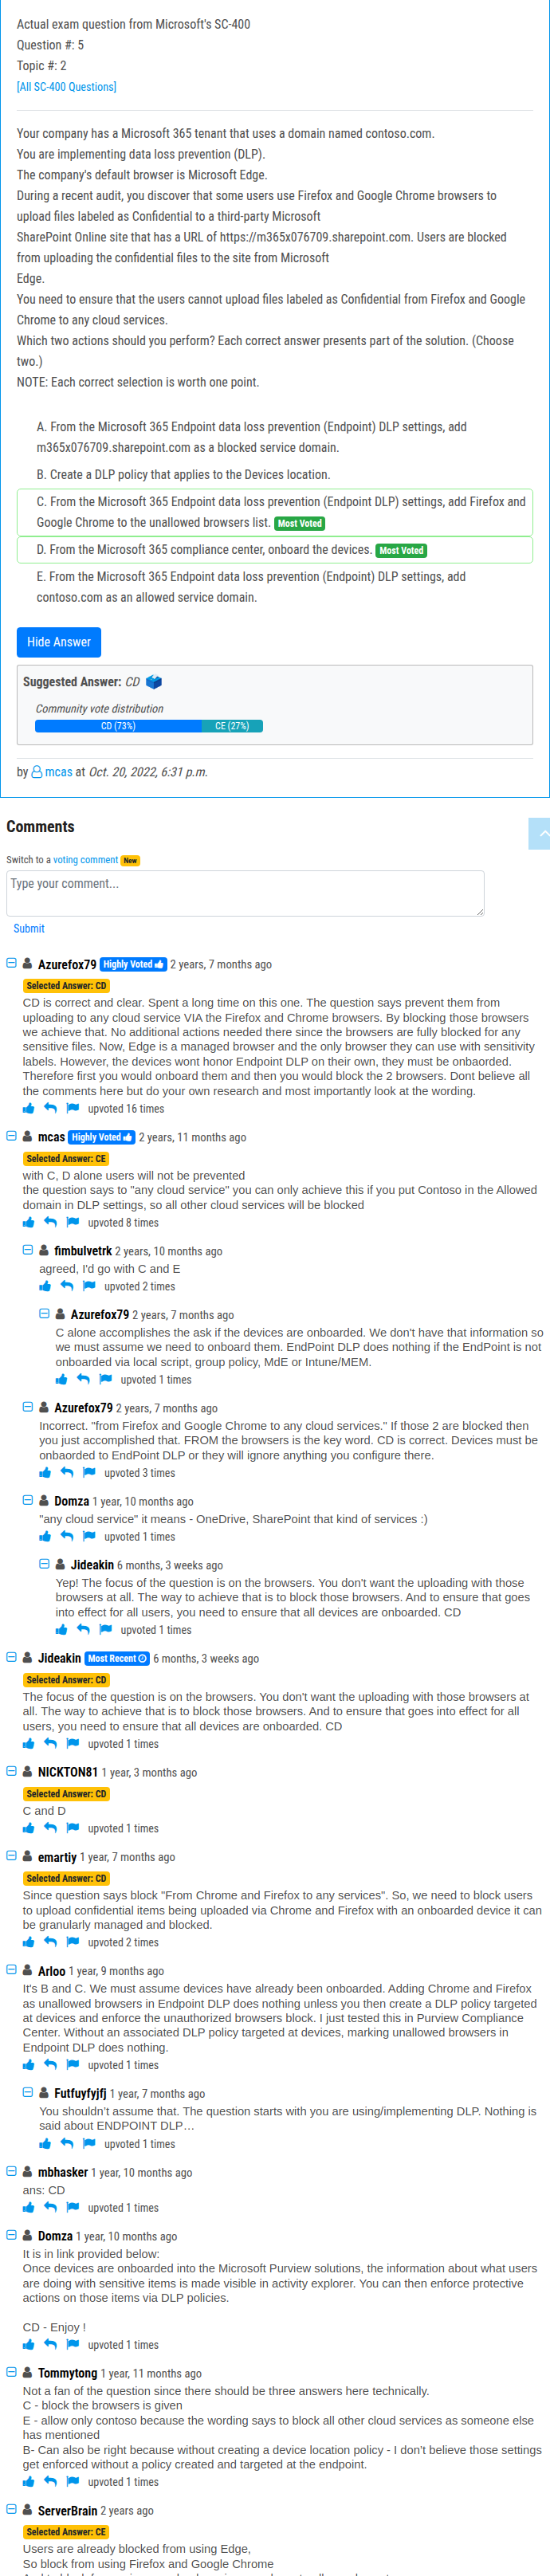 Actual exam question from Microsoft's SC-400
Question #: 5
Topic #: 2
[All SC-400 Questions]
Your company has a Microsoft 365 tenant that uses a domain named contoso.com.
You are implementing data loss prevention (DLP).
The company's default browser is Microsoft Edge.
During a recent audit, you discover that some users use Firefox and Google Chrome browsers to
upload files labeled as Confidential to a third-party Microsoft
SharePoint Online site that has a URL of https://m365x076709.sharepoint.com. Users are blocked
from uploading the confidential files to the site from Microsoft
Edge.
You need to ensure that the users cannot upload files labeled as Confidential from Firefox and Google
Chrome to any cloud services.
Which two actions should you perform? Each correct answer presents part of the solution. (Choose
two.)
NOTE: Each correct selection is worth one point.
A. From the Microsoft 365 Endpoint data loss prevention (Endpoint) DLP settings, add
m365x076709.sharepoint.com as a blocked service domain.
B. Create a DLP policy that applies to the Devices location.
C. From the Microsoft 365 Endpoint data loss prevention (Endpoint DLP) settings, add Firefox and
Google Chrome to the unallowed browsers list. Most Voted
D. From the Microsoft 365 compliance center, onboard the devices. Most Voted
E. From the Microsoft 365 Endpoint data loss prevention (Endpoint) DLP settings, add
contoso.com as an allowed service domain.
Hide Answer
Suggested Answer: CD
Community vote distribution
CD (73%) CE (27%)
by mcas at Oct. 20, 2022, 6:31 p.m.
Comments
Switch to a voting comment New
Type your comment...
Submit
Azurefox79 Highly Voted 2 years, 7 months ago
Selected Answer: CD
CD is correct and clear. Spent a long time on this one. The question says prevent them from
uploading to any cloud service VIA the Firefox and Chrome browsers. By blocking those browsers
we achieve that. No additional actions needed there since the browsers are fully blocked for any
sensitive files. Now, Edge is a managed browser and the only browser they can use with sensitivity
labels. However, the devices wont honor Endpoint DLP on their own, they must be onbaorded.
Therefore first you would onboard them and then you would block the 2 browsers. Dont believe all
the comments here but do your own research and most importantly look at the wording.
upvoted 16 times
mcas Highly Voted 2 years, 11 months ago
Selected Answer: CE
with C, D alone users will not be prevented
the question says to "any cloud service" you can only achieve this if you put Contoso in the Allowed
domain in DLP settings, so all other cloud services will be blocked
upvoted 8 times
fimbulvetrk 2 years, 10 months ago
agreed, I'd go with C and E
upvoted 2 times
Azurefox79 2 years, 7 months ago
C alone accomplishes the ask if the devices are onboarded. We don't have that information so
we must assume we need to onboard them. EndPoint DLP does nothing if the EndPoint is not
onboarded via local script, group policy, MdE or Intune/MEM.
upvoted 1 times
Azurefox79 2 years, 7 months ago
Incorrect. "from Firefox and Google Chrome to any cloud services." If those 2 are blocked then
you just accomplished that. FROM the browsers is the key word. CD is correct. Devices must be
onbaorded to EndPoint DLP or they will ignore anything you configure there.
upvoted 3 times
Domza 1 year, 10 months ago
"any cloud service" it means - OneDrive, SharePoint that kind of services :)
upvoted 1 times
Jideakin 6 months, 3 weeks ago
Yep! The focus of the question is on the browsers. You don't want the uploading with those
browsers at all. The way to achieve that is to block those browsers. And to ensure that goes
into effect for all users, you need to ensure that all devices are onboarded. CD
upvoted 1 times
Jideakin Most Recent 6 months, 3 weeks ago
Selected Answer: CD
The focus of the question is on the browsers. You don't want the uploading with those browsers at
all. The way to achieve that is to block those browsers. And to ensure that goes into effect for all
users, you need to ensure that all devices are onboarded. CD
upvoted 1 times
NICKTON81 1 year, 3 months ago
Selected Answer: CD
C and D
upvoted 1 times
emartiy 1 year, 7 months ago
Selected Answer: CD
Since question says block "From Chrome and Firefox to any services". So, we need to block users
to upload confidential items being uploaded via Chrome and Firefox with an onboarded device it can
be granularly managed and blocked.
upvoted 2 times
Arloo 1 year, 9 months ago
It's B and C. We must assume devices have already been onboarded. Adding Chrome and Firefox
as unallowed browsers in Endpoint DLP does nothing unless you then create a DLP policy targeted
at devices and enforce the unauthorized browsers block. I just tested this in Purview Compliance
Center. Without an associated DLP policy targeted at devices, marking unallowed browsers in
Endpoint DLP does nothing.
upvoted 1 times
Futfuyfyjfj 1 year, 7 months ago
You shouldn't assume that. The question starts with you are using/implementing DLP. Nothing is
said about ENDPOINT DLP…
upvoted 1 times
mbhasker 1 year, 10 months ago
ans: CD
upvoted 1 times
Domza 1 year, 10 months ago
It is in link provided below:
Once devices are onboarded into the Microsoft Purview solutions, the information about what users
are doing with sensitive items is made visible in activity explorer. You can then enforce protective
actions on those items via DLP policies.
CD - Enjoy !
upvoted 1 times
Tommytong 1 year, 11 months ago
Not a fan of the question since there should be three answers here technically.
C - block the browsers is given
E - allow only contoso because the wording says to block all other cloud services as someone else
has mentioned
B- Can also be right because without creating a device location policy - I don't believe those settings
get enforced without a policy created and targeted at the endpoint.
upvoted 1 times
ServerBrain 2 years ago
Selected Answer: CE
Users are already blocked from using Edge,
So block from using Firefox and Google Chrome